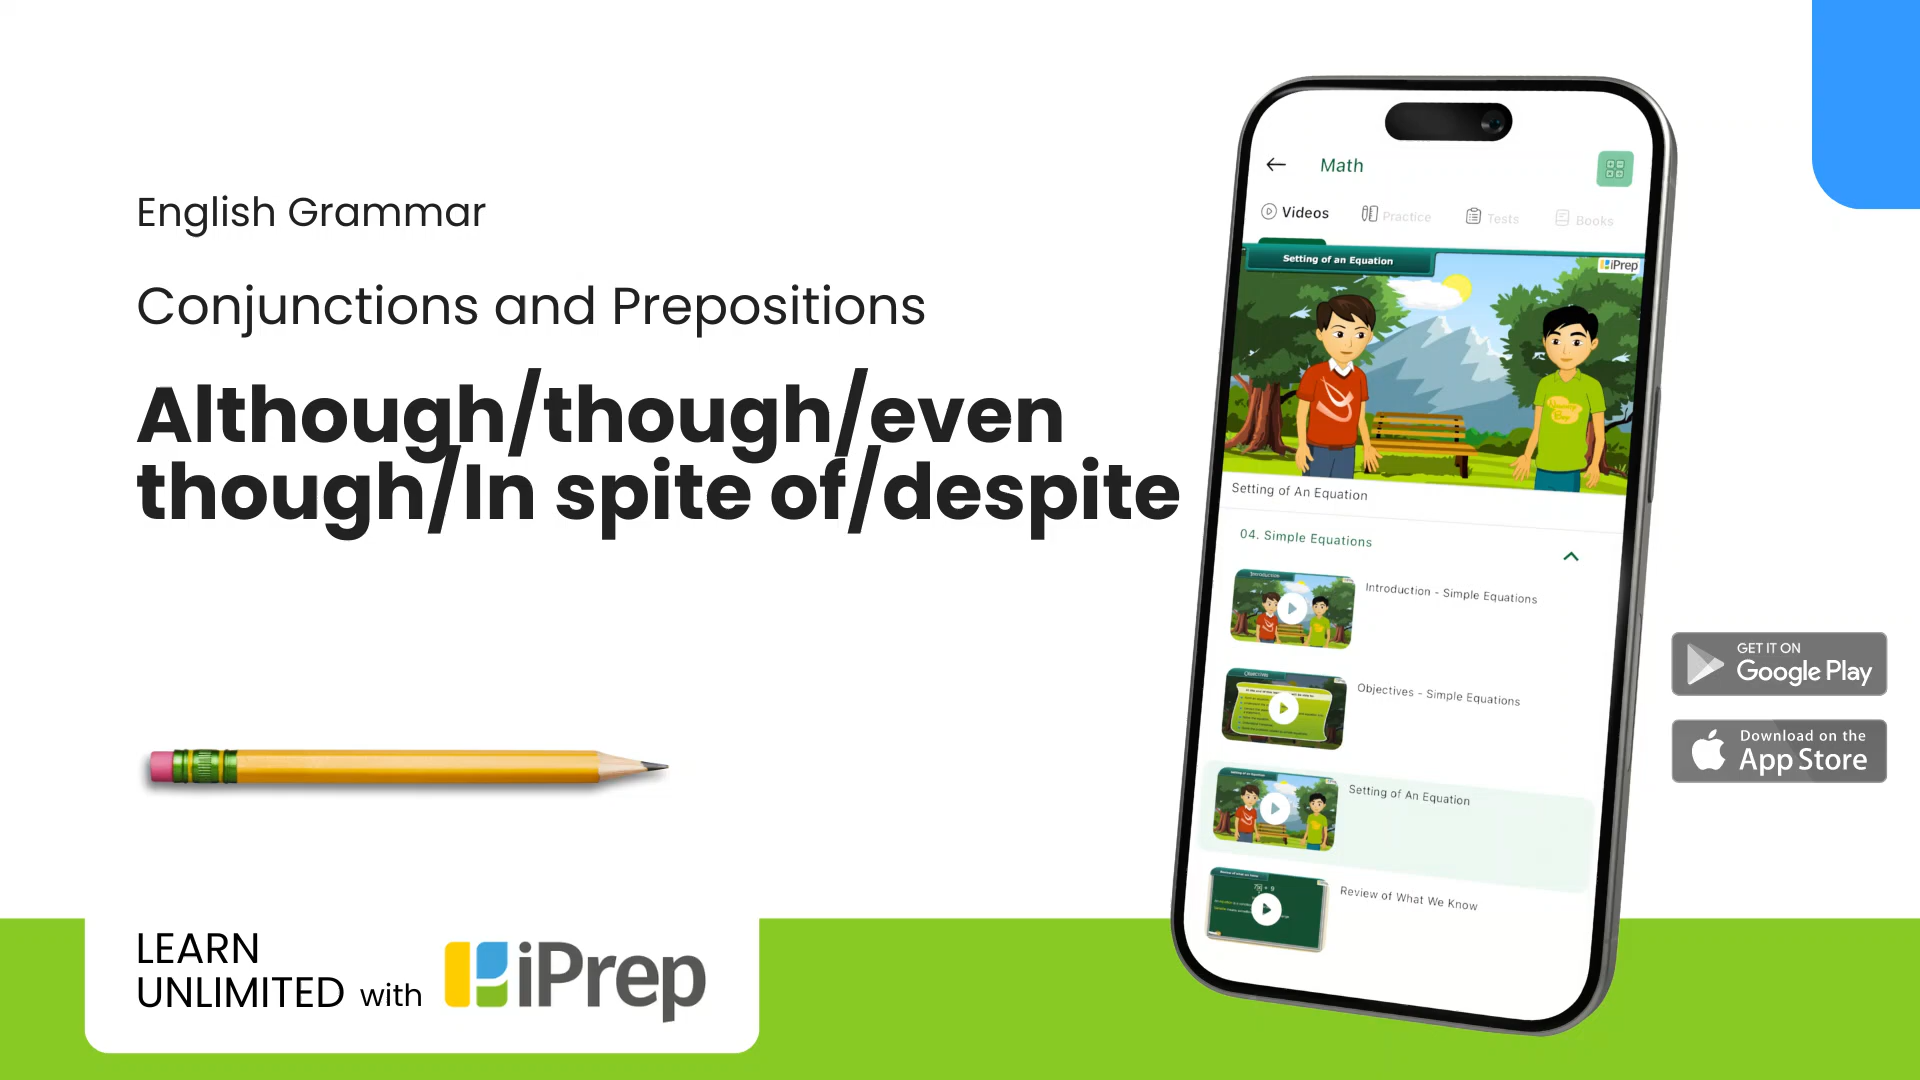 English Grammar
Conjunctions and Prepositions
Although/though/even
though/In spite of/despite
LEARN
UNLIMITED with
iPrep
Math
Videos
Practice
Tests
Books
Setting of an Equation
iPrep
Setting of An Equation
04. Simple Equations
Introduction - Simple Equations
Objectives - Simple Equations
Setting of An Equation
Review of What We Know
GET IT ON
Google Play
Download on the
App Store